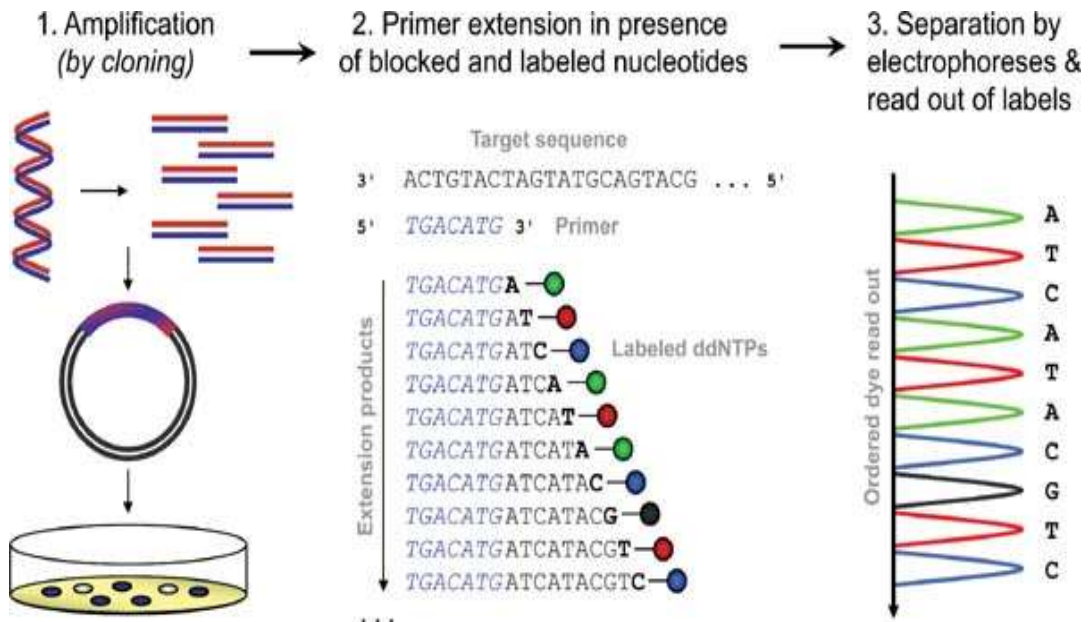 1. Amplification
(by cloning)
2. Primer extension in presence
of blocked and labeled nucleotides
3. Separation by
electrophoreses &
read out of labels
Target sequence
3' ACTGTACTAGTATGCAGTACG ... 5'
5' TGACATG 3' Primer
Extension products
TGACATGA
TGACATGAT
TGACATGATC
TGACATGATCA
TGACATGATCAT
TGACATGATCATA
TGACATGATCATAC
TGACATGATCATACG
TGACATGATCATACGT
TGACATGATCATACGTC
...
Labeled ddNTPs
Ordered dye read out
A
T
C
A
T
A
C
G
T
C